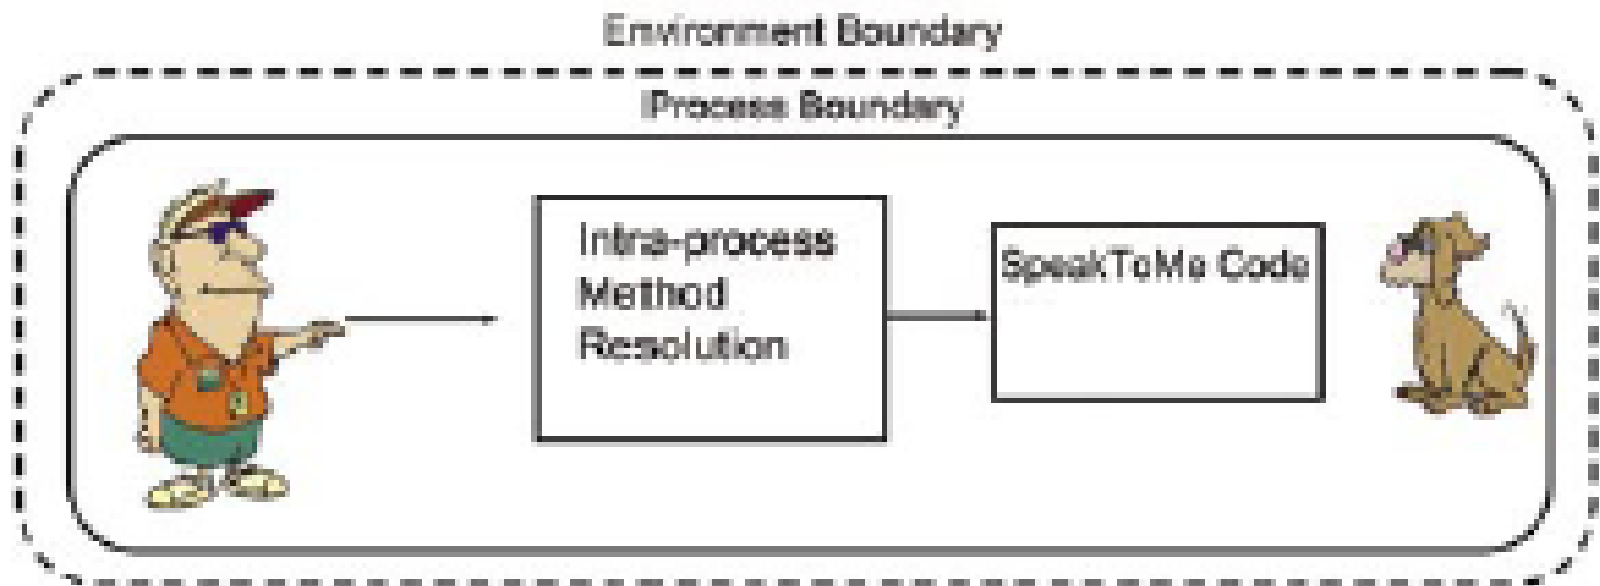 Environment Boundary
Process Boundary
Intra-process
Method
Resolution
SpeakToMe Code